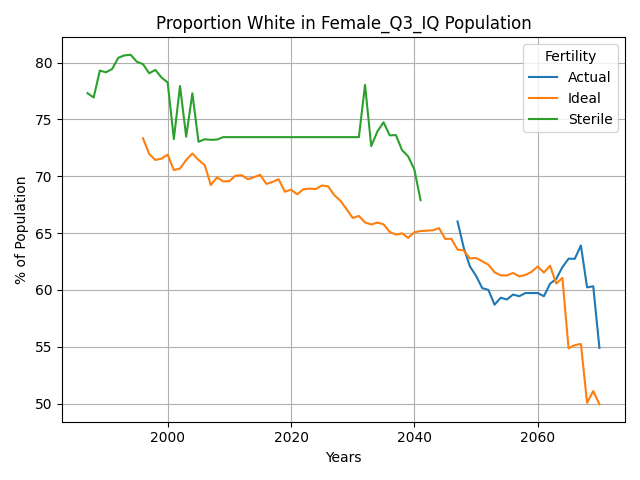 Proportion White in Female_Q3_IQ Population
Fertility
Actual
Ideal
Sterile
% of Population
80
75
70
65
60
55
50
2000
2020
2040
2060
Years